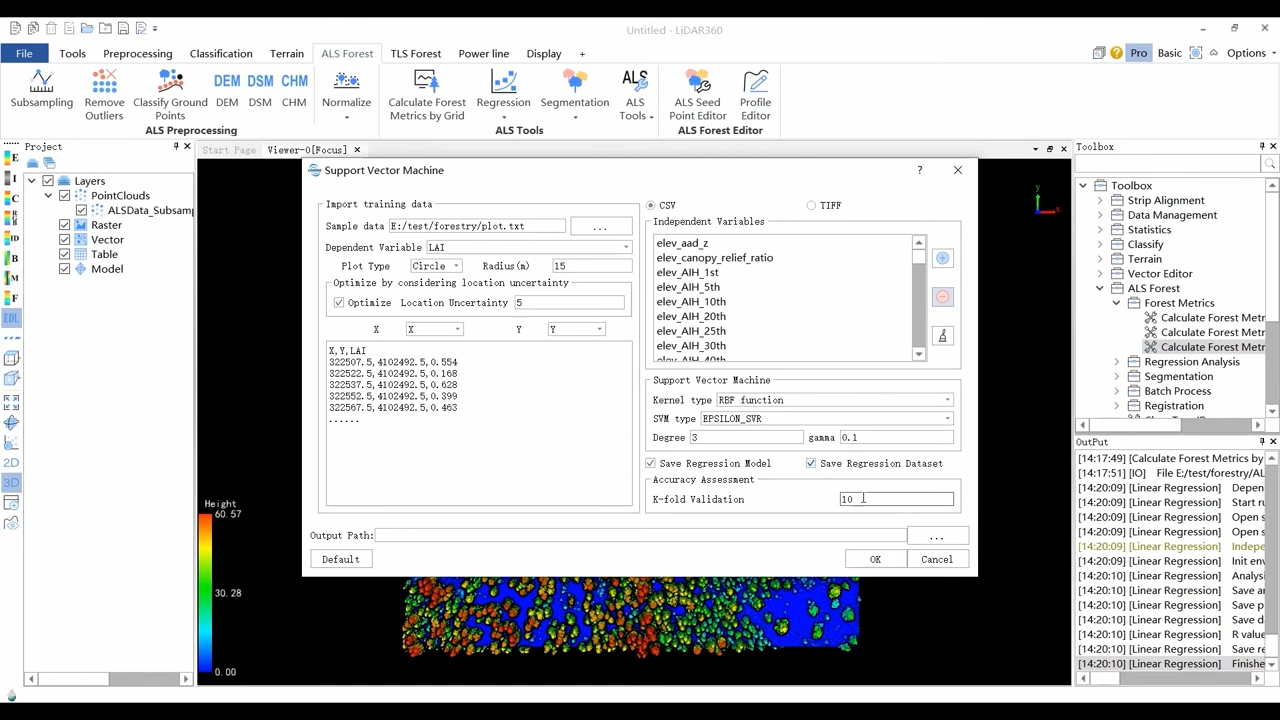 Untitled - LiDAR360
File
Tools
Preprocessing
Classification
Terrain
ALS Forest
TLS Forest
Power line
Display
+
Pro
Basic
Options
Subsampling
Remove Outliers
Classify Ground Points
DEM
DEM
DSM
DSM
CHM
CHM
Normalize
Calculate Forest Metrics by Grid
Regression
Segmentation
ALS
ALS Tools
ALS Seed Point Editor
Profile Editor
ALS Preprocessing
ALS Tools
ALS Forest Editor
Project
Layers
PointClouds
ALSData_Subsamp
Raster
Vector
Table
Model
Start Page
Viewer-0[Focus]
E
I
C
ID
B
M
F
EDL
2D
3D
Height
60.57
30.28
0.00
y
x
Support Vector Machine
?
Import training data
Sample data E:/test/forestry/plot.txt ...
Dependent Variable LAI
Plot Type Circle Radius(m) 15
Optimize by considering location uncertainty
Optimize Location Uncertainty 5
X X Y Y
X,Y,LAI
322507.5,4102492.5,0.554
322522.5,4102492.5,0.168
322537.5,4102492.5,0.628
322552.5,4102492.5,0.399
322567.5,4102492.5,0.463
......
CSV
TIFF
Independent Variables
elev_aad_z
elev_canopy_relief_ratio
elev_AIH_1st
elev_AIH_5th
elev_AIH_10th
elev_AIH_20th
elev_AIH_25th
elev_AIH_30th
elev_AIH_40th
Support Vector Machine
Kernel type RBF function
SVM type EPSILON_SVR
Degree 3 gamma 0.1
Save Regression Model
Save Regression Dataset
Accuracy Assessment
K-fold Validation 10
Output Path: ...
Default
OK
Cancel
Toolbox
Toolbox
Strip Alignment
Data Management
Statistics
Classify
Terrain
Vector Editor
ALS Forest
Forest Metrics
Calculate Forest Metr
Calculate Forest Metr
Calculate Forest Metr
Regression Analysis
Segmentation
Batch Process
Registration
OutPut
[14:17:49] [Calculate Forest Metrics by
[14:17:51] [IO] File E:/test/forestry/AL
[14:20:09] [Linear Regression] Depen
[14:20:09] [Linear Regression] Start ru
[14:20:09] [Linear Regression] Open s
[14:20:09] [Linear Regression] Open s
[14:20:09] [Linear Regression] Indepe
[14:20:09] [Linear Regression] Init env
[14:20:10] [Linear Regression] Analysi
[14:20:10] [Linear Regression] Save ar
[14:20:10] [Linear Regression] Save p
[14:20:10] [Linear Regression] R value
[14:20:10] [Linear Regression] Save re
[14:20:10] [Linear Regression] Finishe